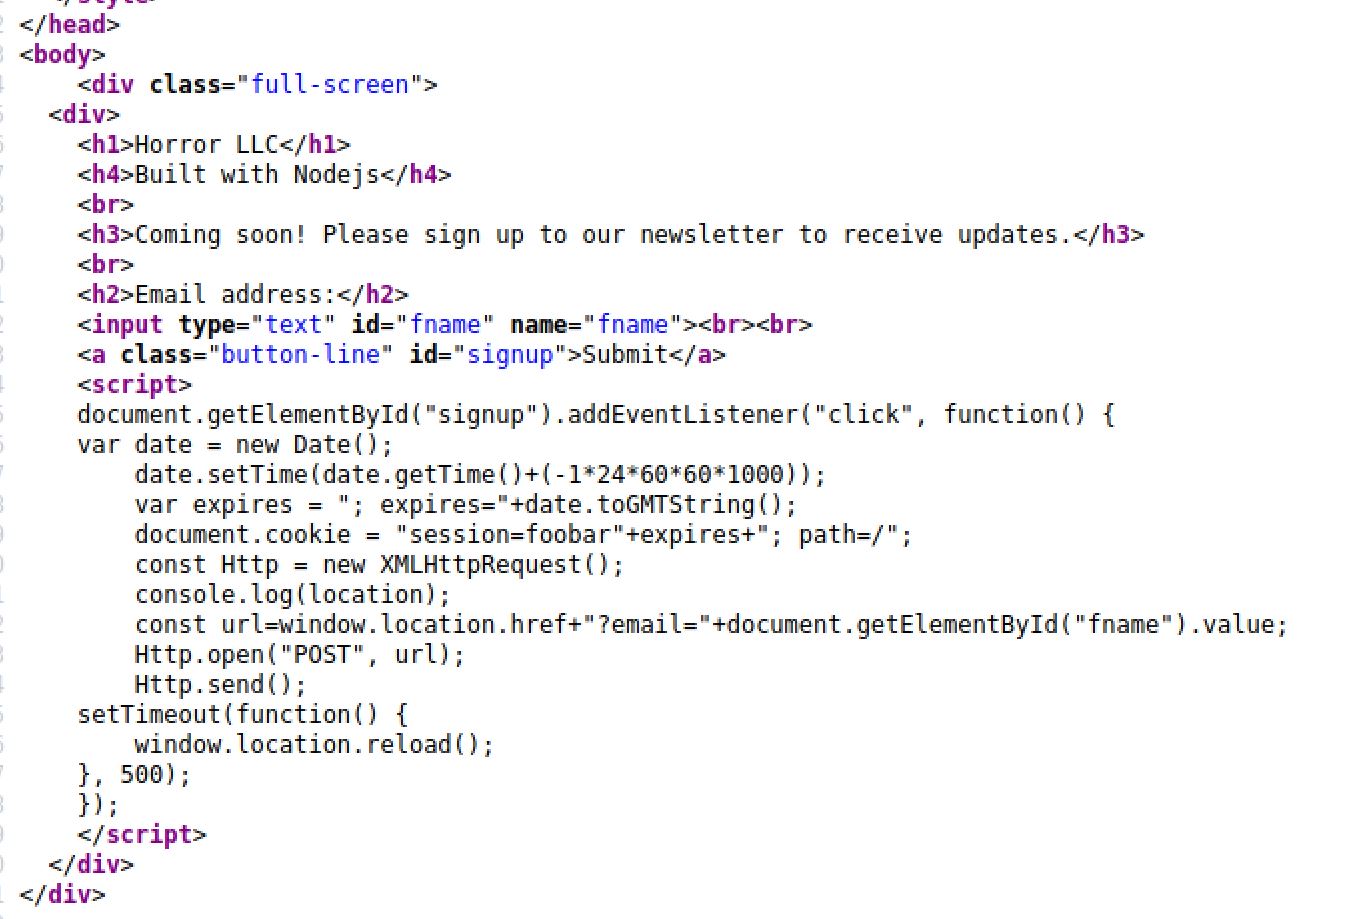 </style>
</head>
<body>
<div class="full-screen">
<div>
<h1>Horror LLC</h1>
<h4>Built with Nodejs</h4>
<br>
<h3>Coming soon! Please sign up to our newsletter to receive updates.</h3>
<br>
<h2>Email address:</h2>
<input type="text" id="fname" name="fname"><br><br>
<a class="button-line" id="signup">Submit</a>
<script>
document.getElementById("signup").addEventListener("click", function() {
var date = new Date();
date.setTime(date.getTime()+(-1*24*60*60*1000));
var expires = "; expires="+date.toGMTString();
document.cookie = "session=foobar"+expires+"; path=/";
const Http = new XMLHttpRequest();
console.log(location);
const url=window.location.href+"?email="+document.getElementById("fname").value;
Http.open("POST", url);
Http.send();
setTimeout(function() {
window.location.reload();
}, 500);
});
</script>
</div>
</div>